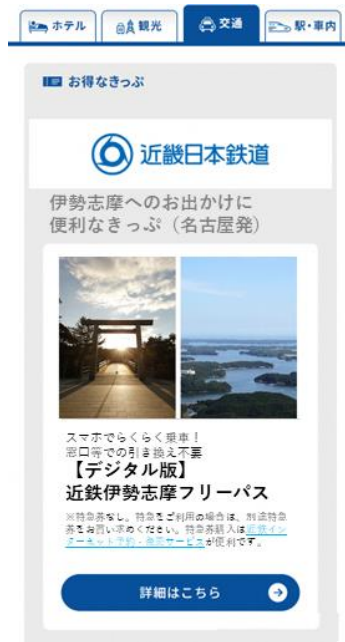 ホテル
観光
交通
駅・車内
お得なきっぷ
近畿日本鉄道
伊勢志摩へのお出かけに
便利なきっぷ（名古屋発）
スマホでらくらく乗車！
窓口等での引き換え不要
【デジタル版】
近鉄伊勢志摩フリーパス
※特急券なし。特急をご利用の場合は、別途特急
券をお買い求めください。特急券購入は近鉄イン
ターネット予約・発売サービスが便利です。
詳細はこちら